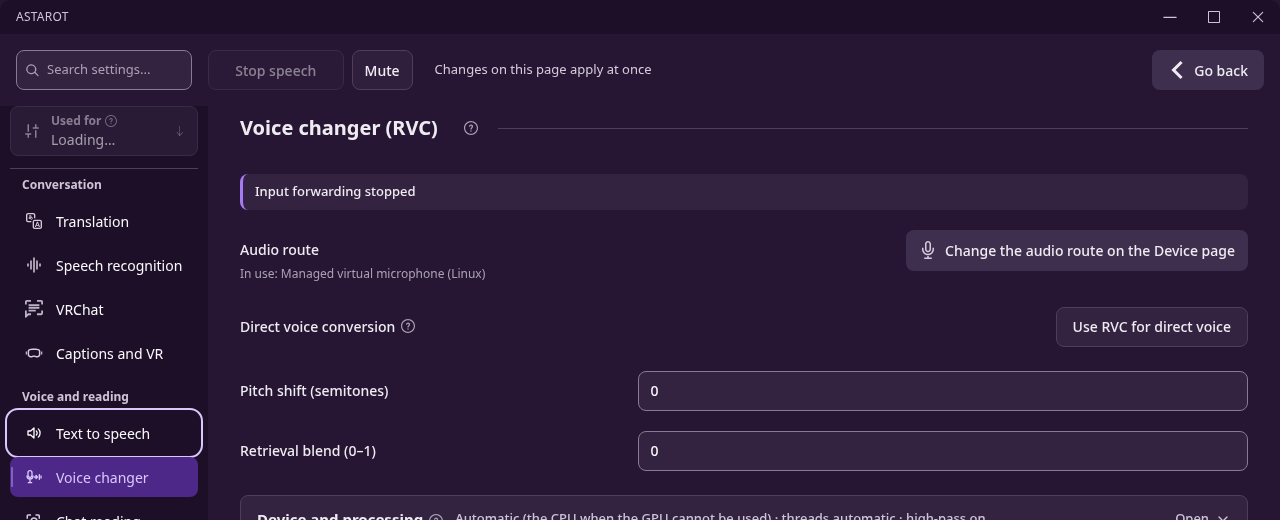 ASTAROT
Search settings...
Stop speech
Mute
Changes on this page apply at once
Go back
Used for
Loading...
Conversation
Translation
Speech recognition
VRChat
Captions and VR
Voice and reading
Text to speech
Voice changer
Chat reading
Voice changer (RVC)
Input forwarding stopped
Audio route
In use: Managed virtual microphone (Linux)
Change the audio route on the Device page
Direct voice conversion
Use RVC for direct voice
Pitch shift (semitones)
0
Retrieval blend (0–1)
0
Device and processing
Automatic (the CPU when the GPU cannot be used) · threads automatic · high-pass on
Open